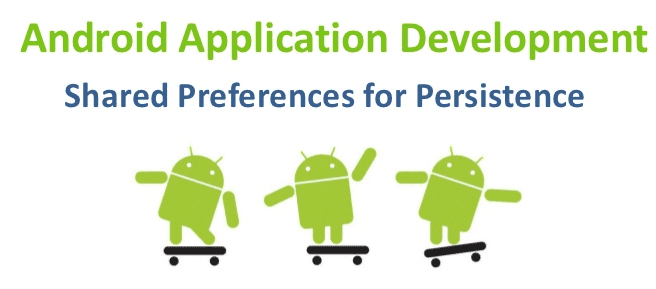 Android Application Development
Shared Preferences for Persistence